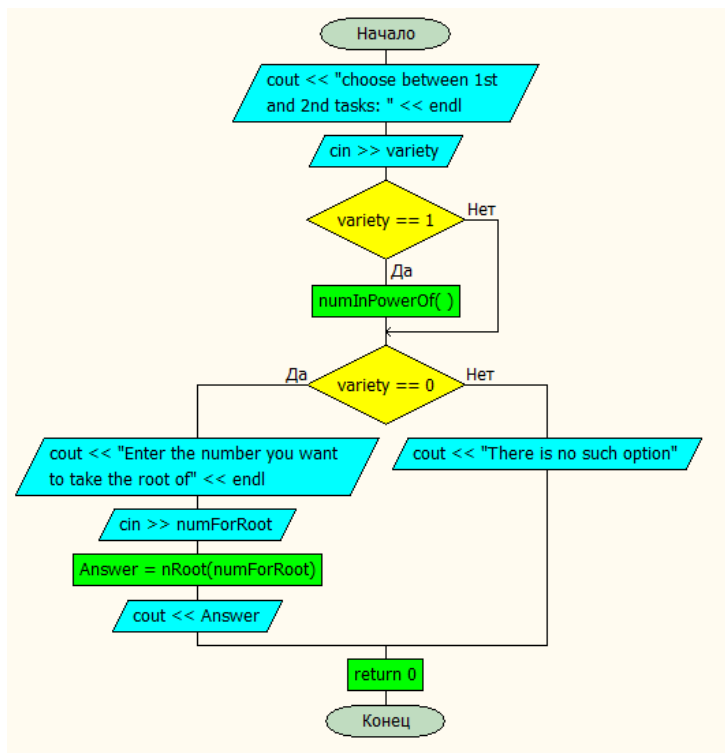 Начало
cout << "choose between 1st
and 2nd tasks: " << endl
cin >> variety
variety == 1
Нет
Да
numInPowerOf( )
Да
variety == 0
Нет
cout << "Enter the number you want
to take the root of" << endl
cout << "There is no such option"
cin >> numForRoot
Answer = nRoot(numForRoot)
cout << Answer
return 0
Конец